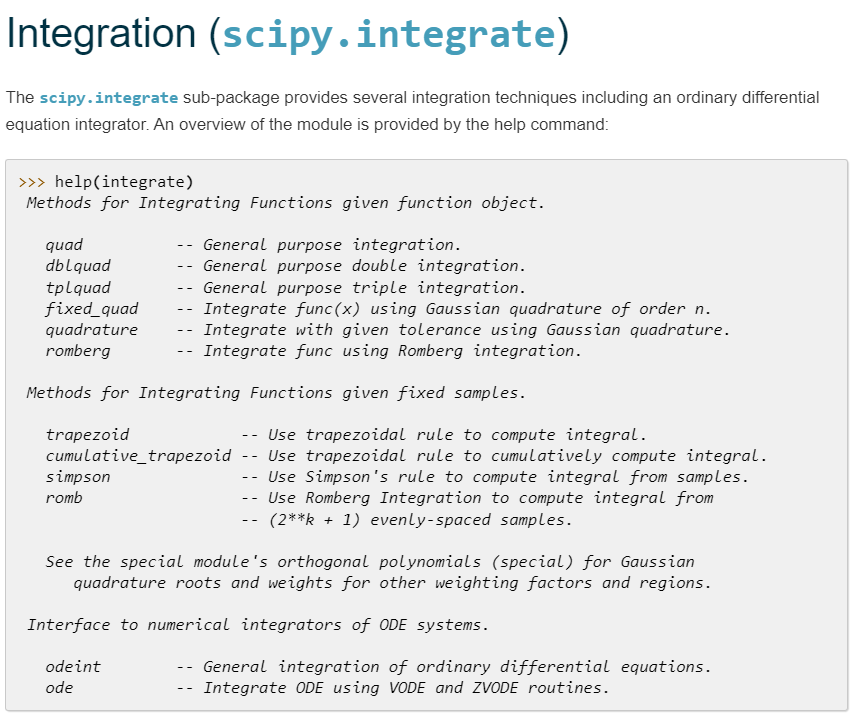 Integration (scipy.integrate)
The scipy.integrate sub-package provides several integration techniques including an ordinary differential
equation integrator. An overview of the module is provided by the help command:
>>> help(integrate)
Methods for Integrating Functions given function object.
quad -- General purpose integration.
dblquad -- General purpose double integration.
tplquad -- General purpose triple integration.
fixed_quad -- Integrate func(x) using Gaussian quadrature of order n.
quadrature -- Integrate with given tolerance using Gaussian quadrature.
romberg -- Integrate func using Romberg integration.
Methods for Integrating Functions given fixed samples.
trapezoid -- Use trapezoidal rule to compute integral.
cumulative_trapezoid -- Use trapezoidal rule to cumulatively compute integral.
simpson -- Use Simpson's rule to compute integral from samples.
romb -- Use Romberg Integration to compute integral from
-- (2**k + 1) evenly-spaced samples.
See the special module's orthogonal polynomials (special) for Gaussian
quadrature roots and weights for other weighting factors and regions.
Interface to numerical integrators of ODE systems.
odeint -- General integration of ordinary differential equations.
ode -- Integrate ODE using VODE and ZVODE routines.